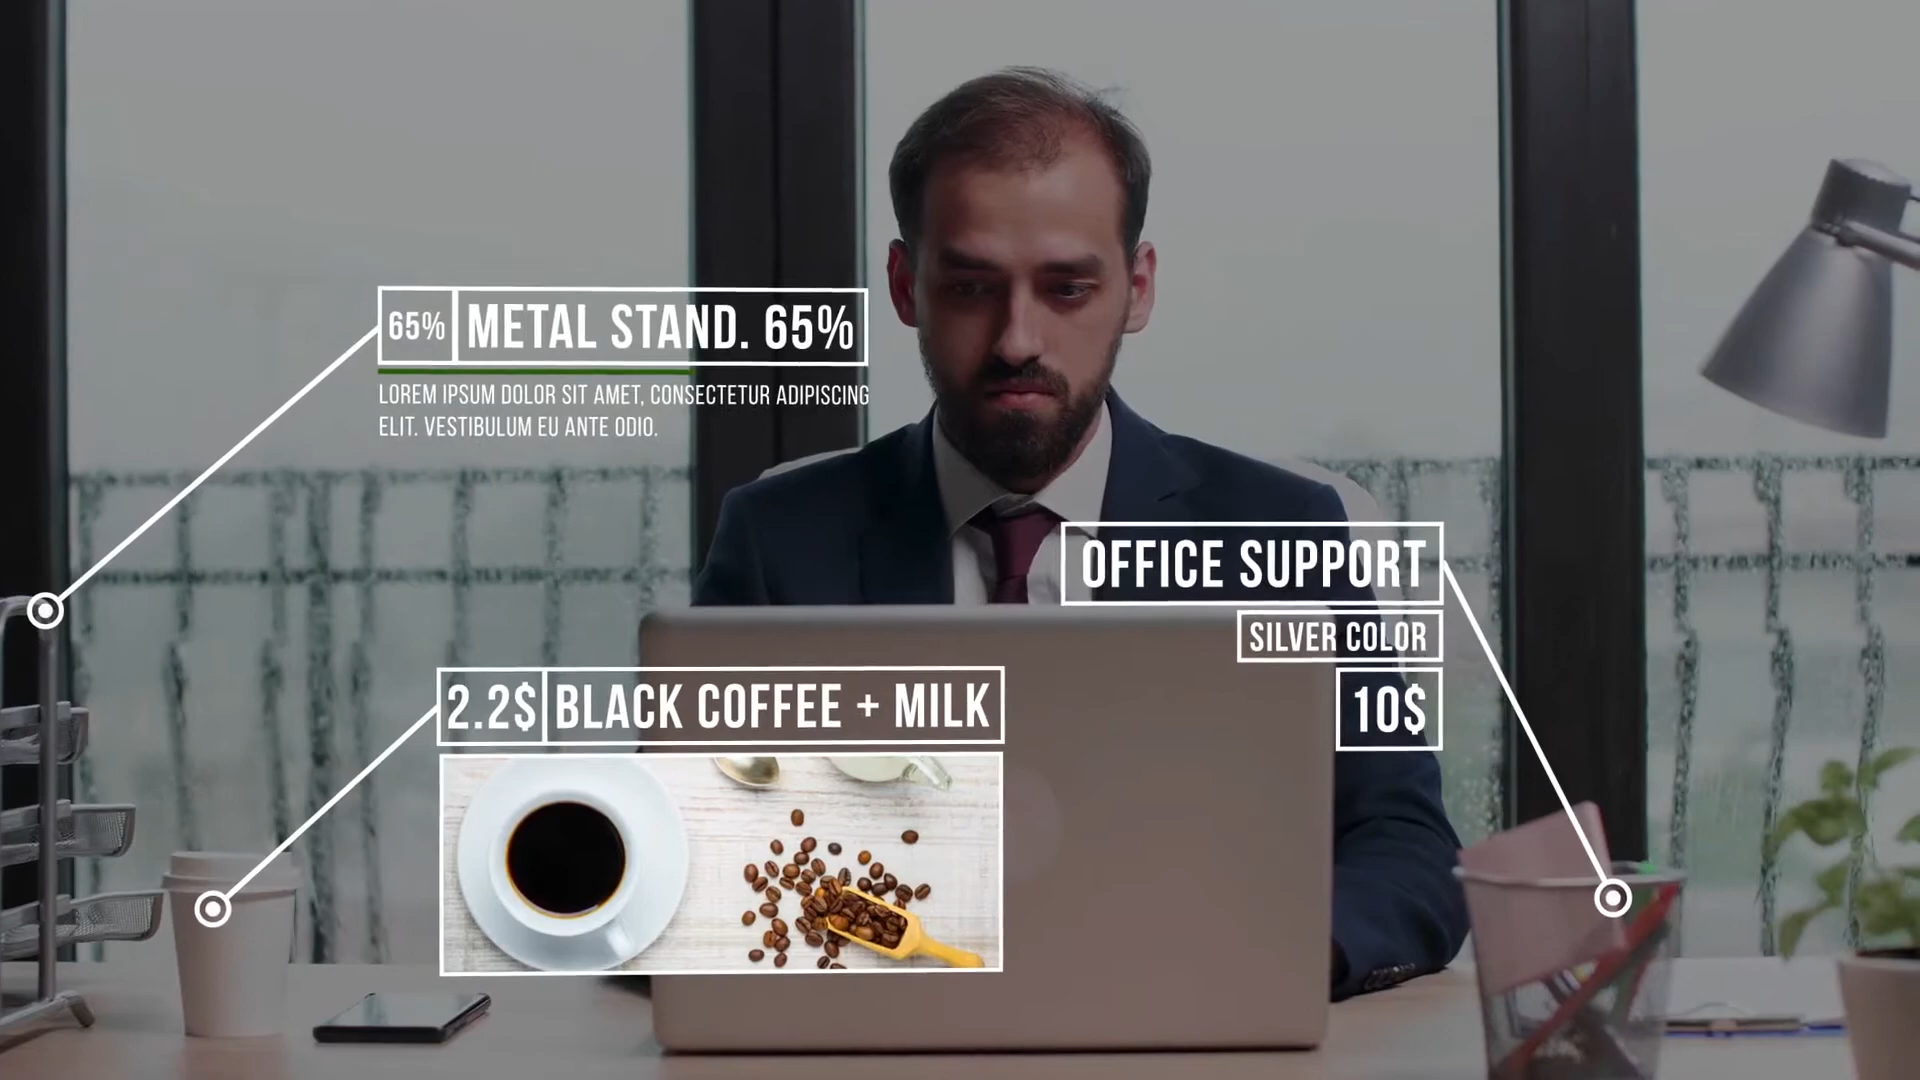 65% METAL STAND. 65%
LOREM IPSUM DOLOR SIT AMET, CONSECTETUR ADIPISCING
ELIT. VESTIBULUM EU ANTE ODIO.
OFFICE SUPPORT
SILVER COLOR
10$
2.2$ BLACK COFFEE + MILK